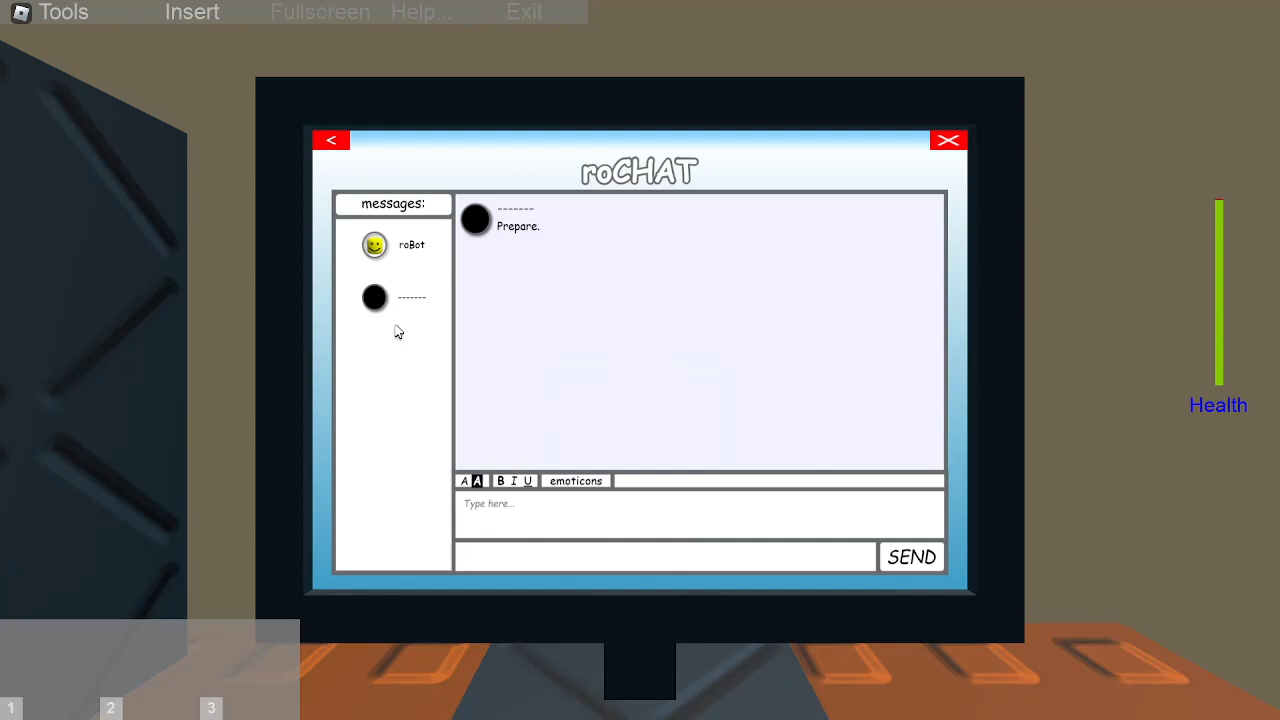 Tools Insert Fullscreen Help... Exit
<
roCHAT
messages:
roBot
-------
-------
Prepare.
A A B I U emoticons
Type here...
SEND
Health
1 2 3